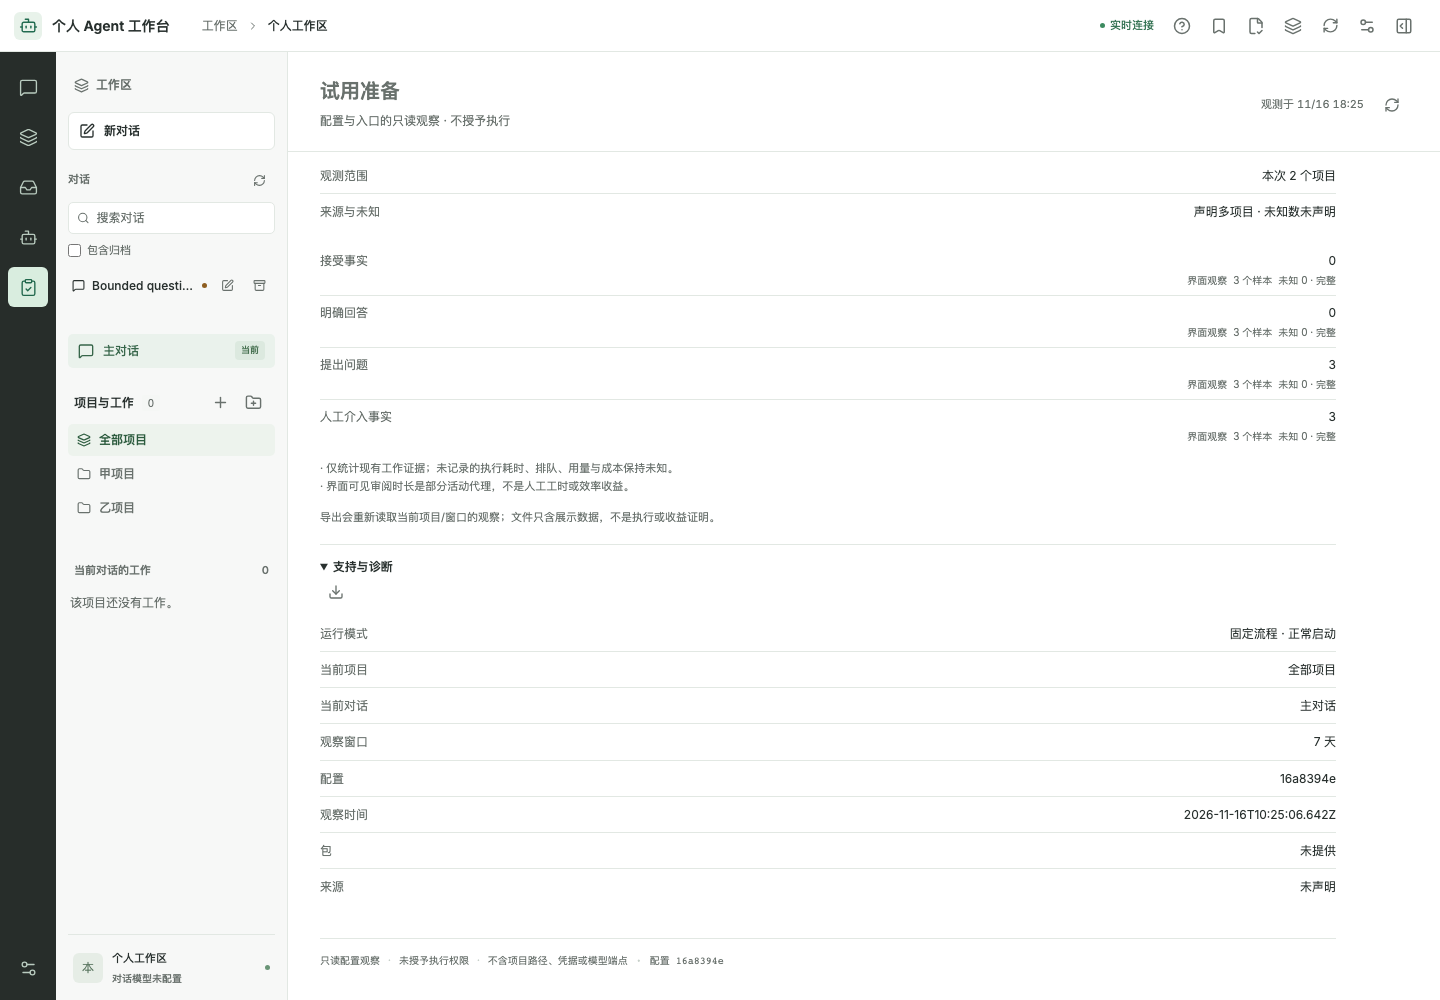 个人 Agent 工作台
工作区
个人工作区
实时连接
工作区
新对话
对话
搜索对话
包含归档
Bounded questi...
主对话
当前
项目与工作 0
全部项目
甲项目
乙项目
当前对话的工作 0
该项目还没有工作。
本
个人工作区
对话模型未配置
试用准备
配置与入口的只读观察 · 不授予执行
观测于 11/16 18:25
观测范围 本次 2 个项目
来源与未知 声明多项目 · 未知数未声明
接受事实 0
界面观察 3 个样本 未知 0 · 完整
明确回答 0
界面观察 3 个样本 未知 0 · 完整
提出问题 3
界面观察 3 个样本 未知 0 · 完整
人工介入事实 3
界面观察 3 个样本 未知 0 · 完整
· 仅统计现有工作证据；未记录的执行耗时、排队、用量与成本保持未知。
· 界面可见审阅时长是部分活动代理，不是人工工时或效率收益。
导出会重新读取当前项目/窗口的观察；文件只含展示数据，不是执行或收益证明。
▼ 支持与诊断
运行模式 固定流程 · 正常启动
当前项目 全部项目
当前对话 主对话
观察窗口 7 天
配置 16a8394e
观察时间 2026-11-16T10:25:06.642Z
包 未提供
来源 未声明
只读配置观察 · 未授予执行权限 · 不含项目路径、凭据或模型端点 · 配置 16a8394e